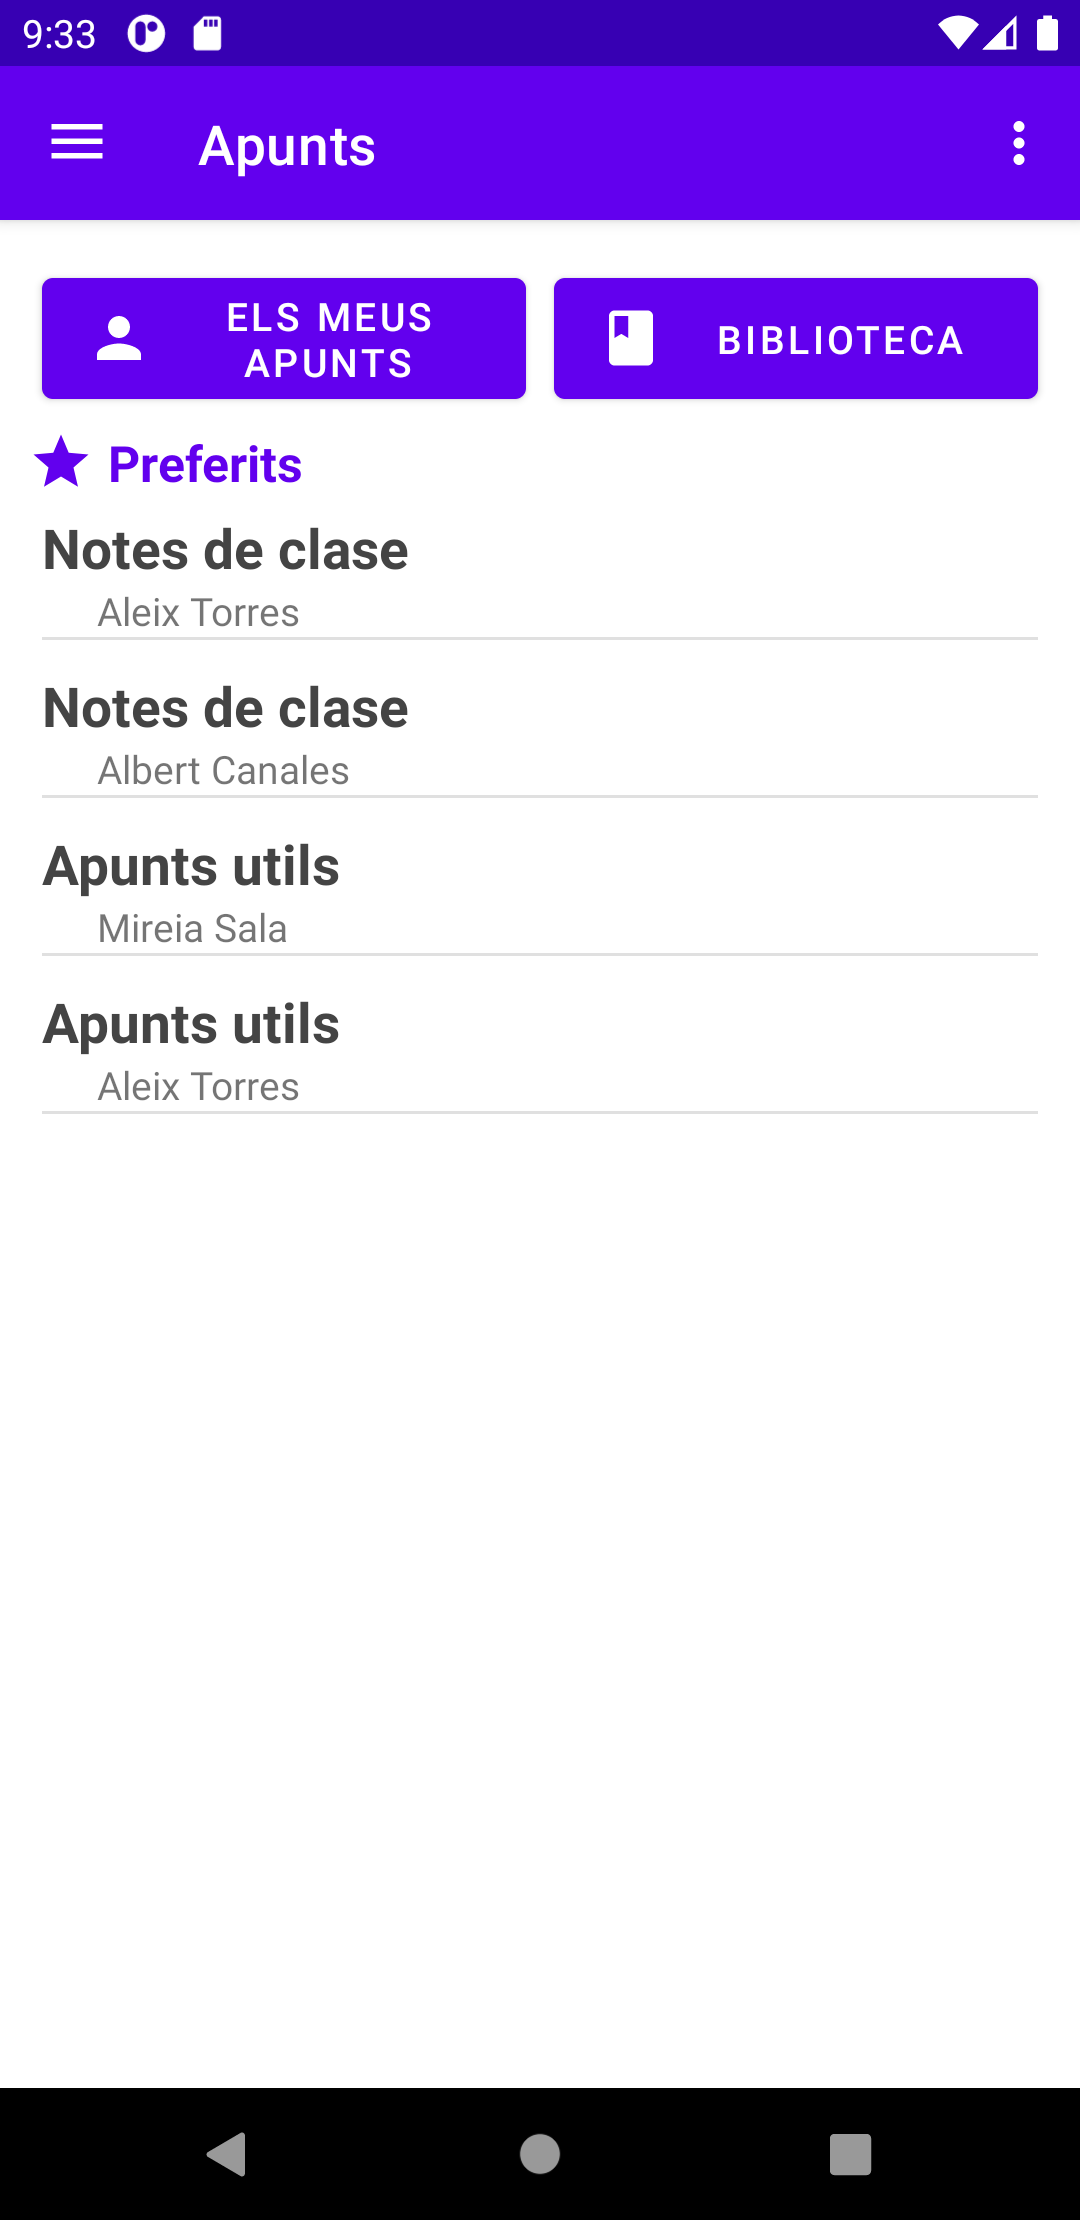 9:33
Apunts
ELS MEUS
APUNTS
BIBLIOTECA
Preferits
Notes de clase
Aleix Torres
Notes de clase
Albert Canales
Apunts utils
Mireia Sala
Apunts utils
Aleix Torres